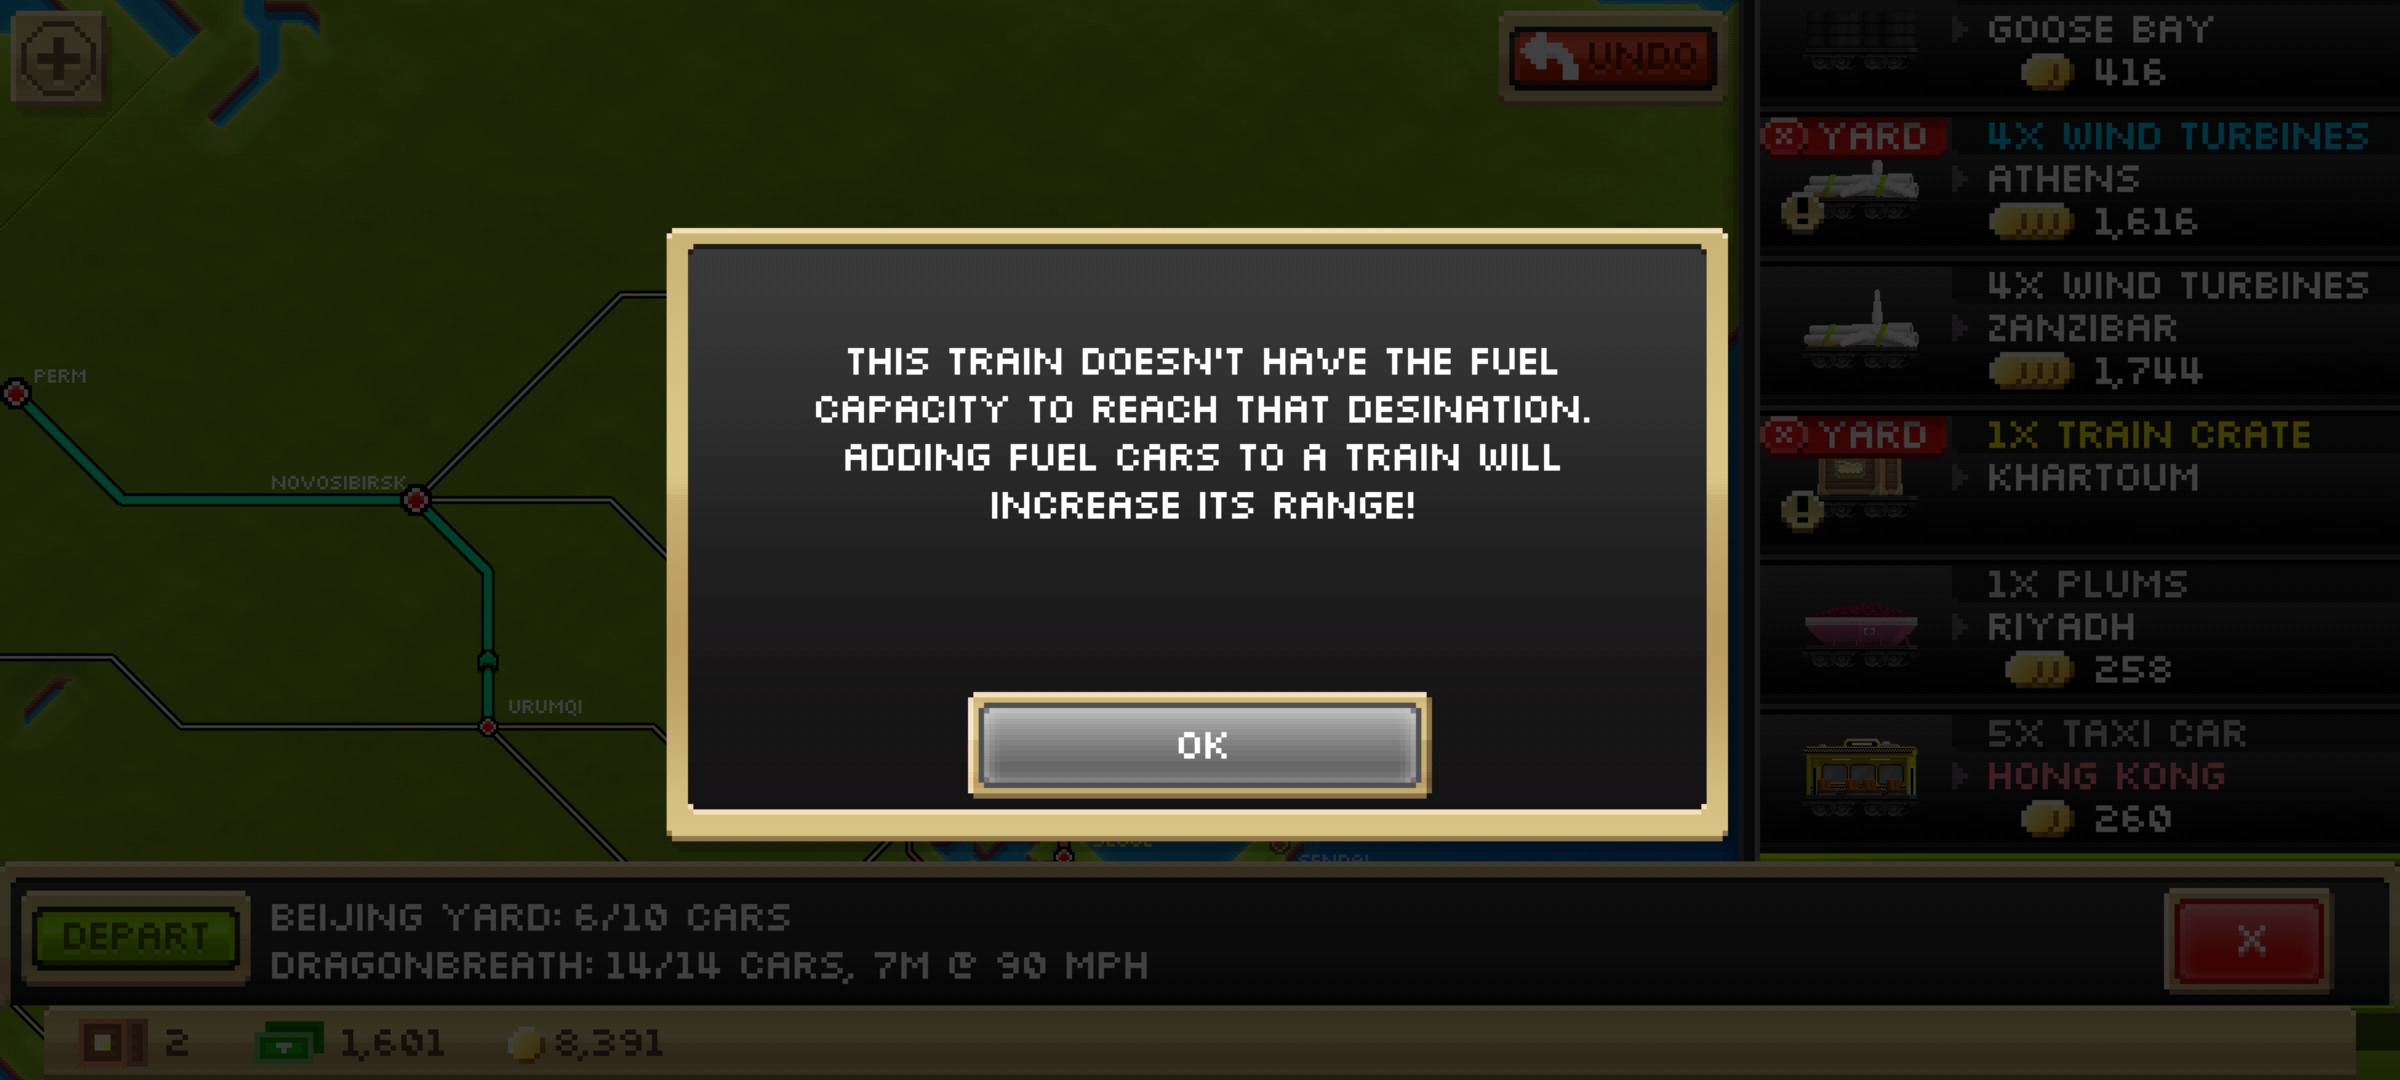 UNDO
PERM
NOVOSIBIRSK
URUMQI
SEOUL
SENDAI
THIS TRAIN DOESN'T HAVE THE FUEL
CAPACITY TO REACH THAT DESINATION.
ADDING FUEL CARS TO A TRAIN WILL
INCREASE ITS RANGE!
OK
GOOSE BAY
416
YARD
4X WIND TURBINES
ATHENS
1,616
4X WIND TURBINES
ZANZIBAR
1,744
YARD
1X TRAIN CRATE
KHARTOUM
1X PLUMS
RIYADH
258
5X TAXI CAR
HONG KONG
260
DEPART
BEIJING YARD: 6/10 CARS
DRAGONBREATH: 14/14 CARS, 7M @ 90 MPH
X
2
1,601
8,391